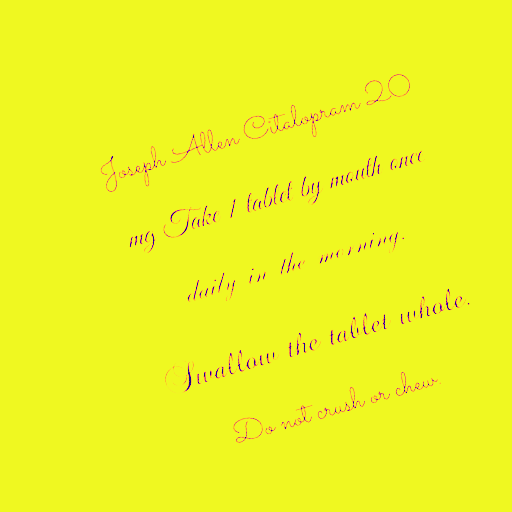 Joseph Allen Citalopram 20
mg Take 1 tablet by mouth once
daily in the morning.
Swallow the tablet whole.
Do not crush or chew.